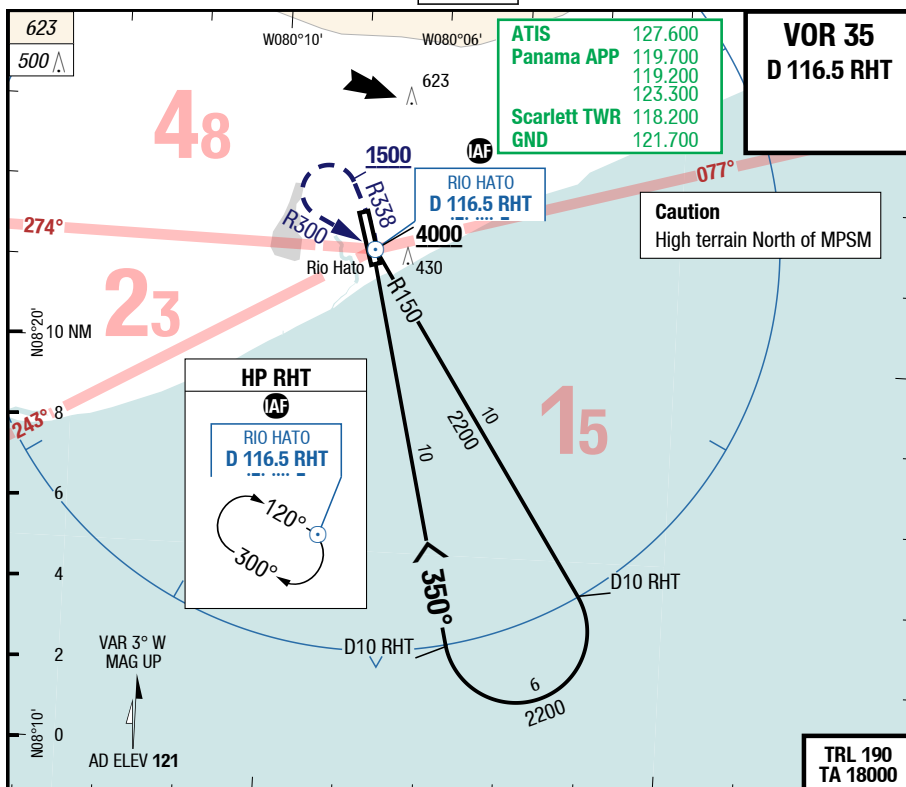 623
500
W080°10'
W080°06'
ATIS 127.600
Panama APP 119.700
119.200
123.300
Scarlett TWR 118.200
GND 121.700
VOR 35
D 116.5 RHT
623
48
IAF
1500
RIO HATO
D 116.5 RHT
R338
R300
077°
274°
4000
430
Rio Hato
Caution
High terrain North of MPSM
R150
23
N08°20'
10 NM
HP RHT
IAF
RIO HATO
D 116.5 RHT
120°
300°
10
2200
10
15
8
243°
6
4
350°
D10 RHT
D10 RHT
VAR 3° W
MAG UP
2
6
2200
N08°10'
0
AD ELEV 121
TRL 190
TA 18000